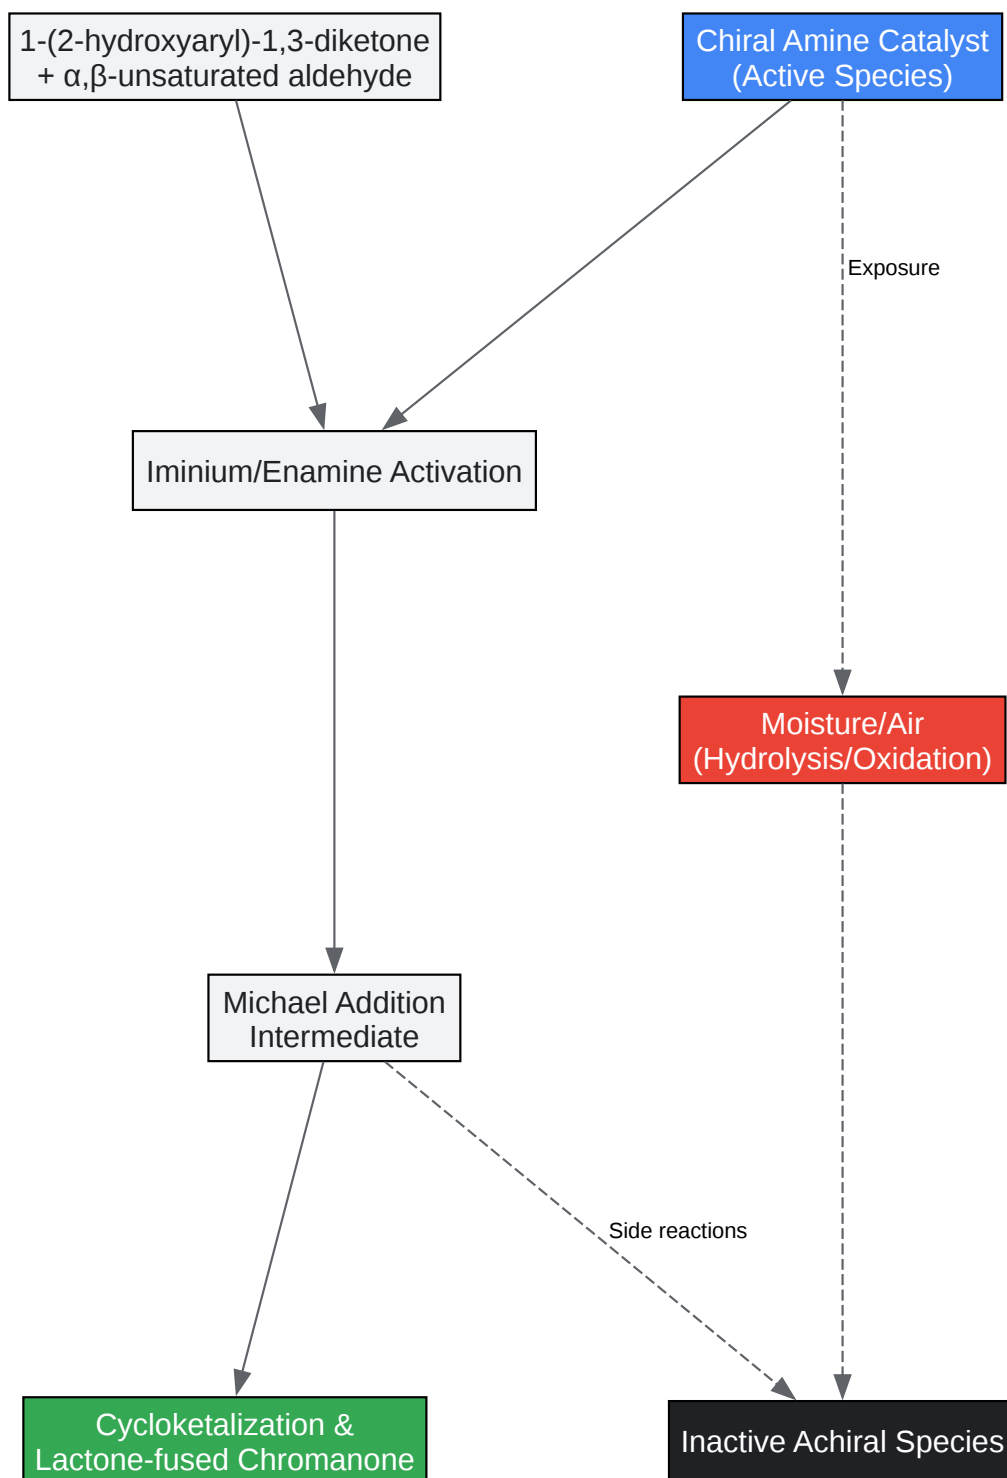 1-(2-hydroxyaryl)-1,3-diketone
+ α,β-unsaturated aldehyde
Chiral Amine Catalyst
(Active Species)
Exposure
Iminium/Enamine Activation
Moisture/Air
(Hydrolysis/Oxidation)
Michael Addition
Intermediate
Side reactions
Cycloketalization &
Lactone-fused Chromanone
Inactive Achiral Species